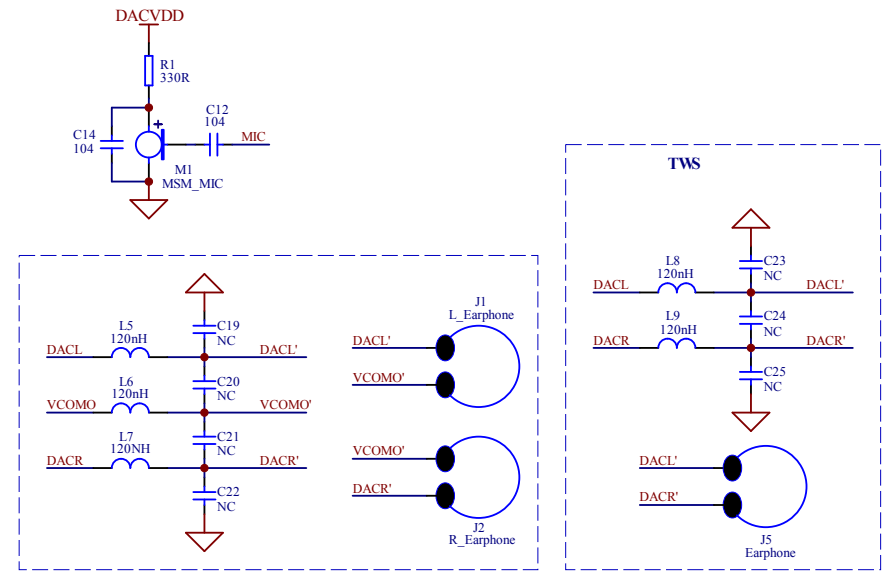 DACVDD
R1
330R
C12
104
MIC
C14
104
+
M1
MSM_MIC
TWS
C23
NC
L8
120nH
DACL
DACL'
C24
NC
L9
120nH
DACR
DACR'
C25
NC
DACL'
DACR'
J5
Earphone
C19
NC
L5
120nH
DACL
DACL'
C20
NC
L6
120nH
VCOMO
VCOMO'
C21
NC
L7
120NH
DACR
DACR'
C22
NC
J1
L_Earphone
DACL'
VCOMO'
VCOMO'
DACR'
J2
R_Earphone